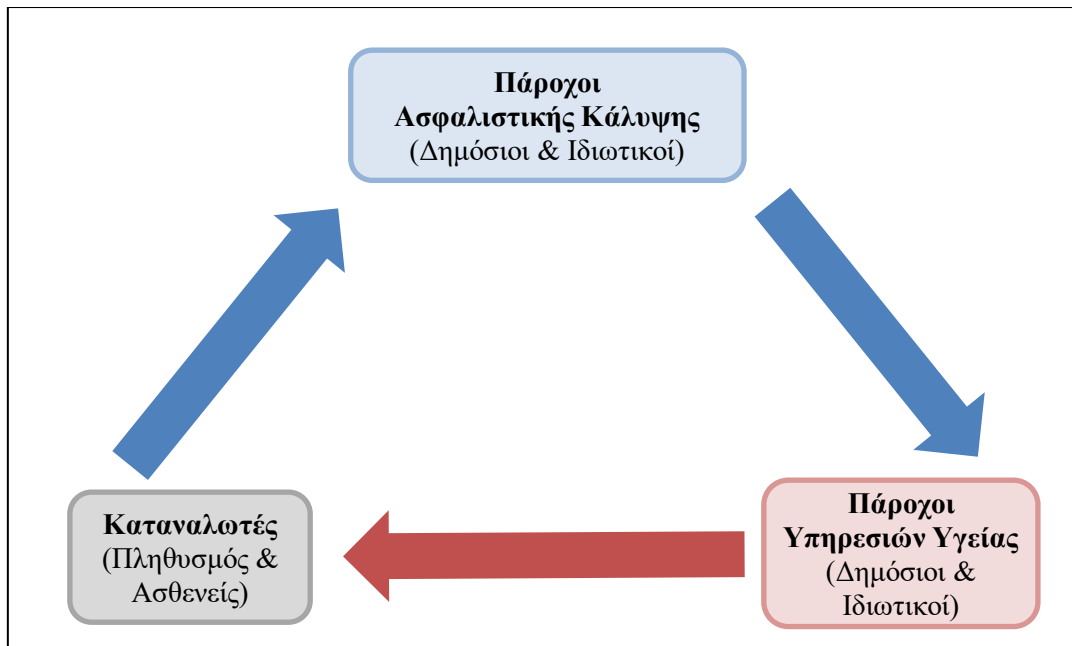 Πάροχοι
Ασφαλιστικής Κάλυψης
(Δημόσιοι & Ιδιωτικοί)
Καταναλωτές
(Πληθυσμός &
Ασθενείς)
Πάροχοι
Υπηρεσιών Υγείας
(Δημόσιοι &
Ιδιωτικοί)